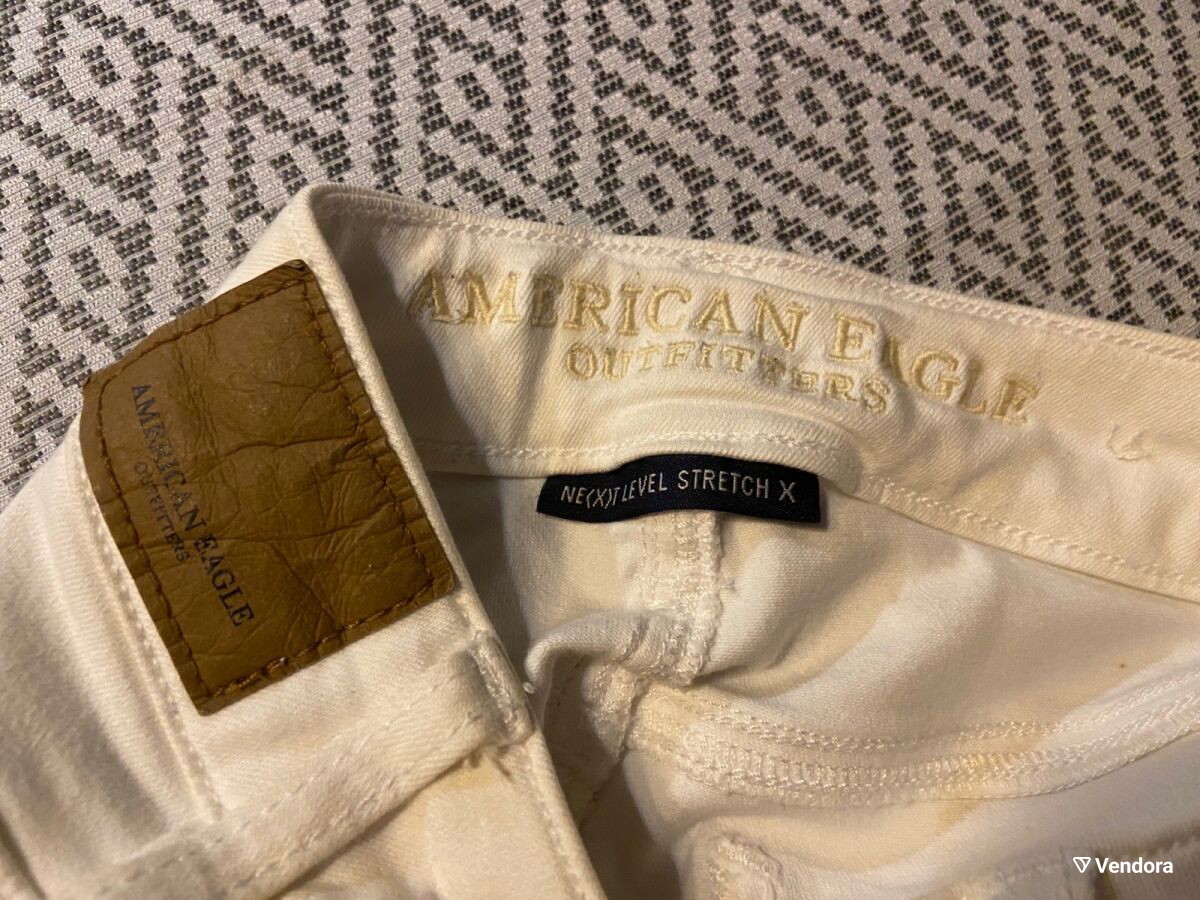 AMERICAN EAGLE
OUTFITTERS
NE(X)T LEVEL STRETCH X
AMERICAN EAGLE
OUTFITTERS
Vendora